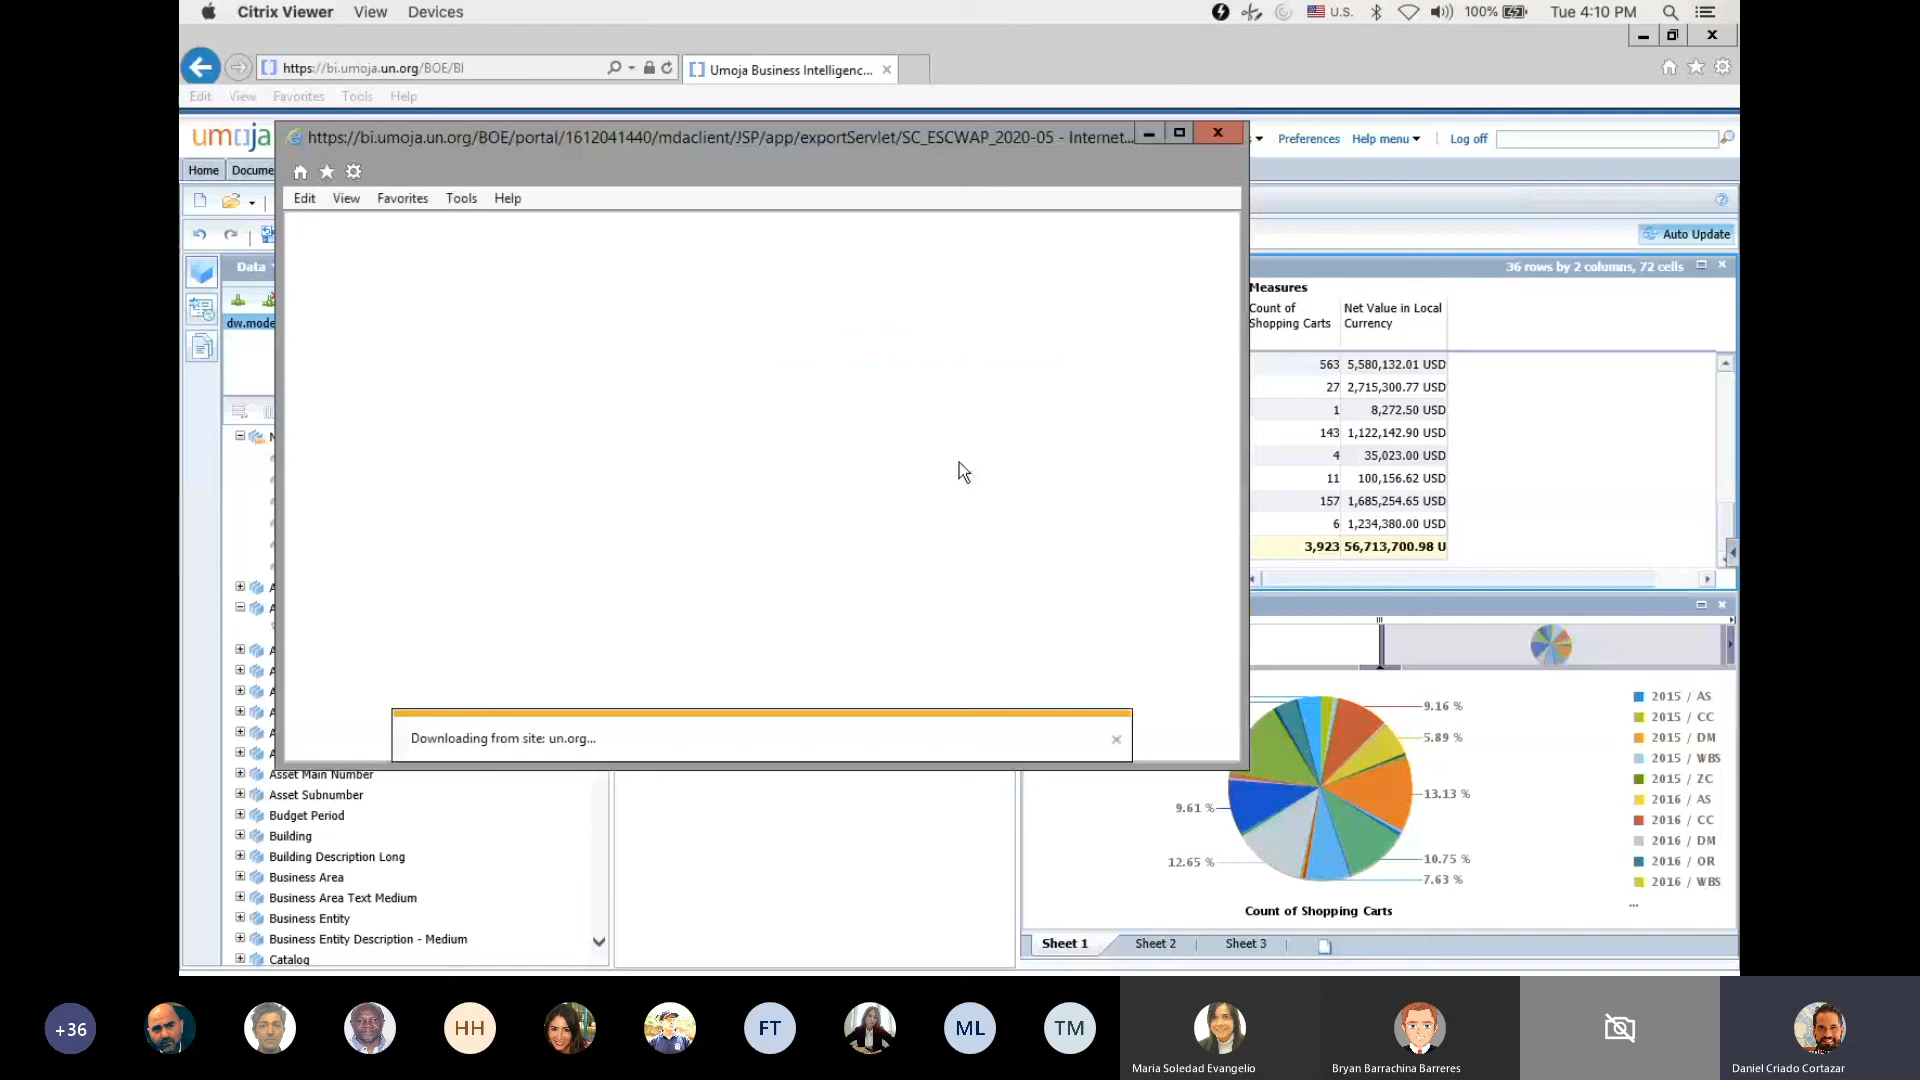 Citrix Viewer View Devices
U.S. 100% Tue 4:10 PM
https://bi.umoja.un.org/BOE/BI
Umoja Business Intelligenc...
Edit View Favorites Tools Help
umoja
https://bi.umoja.un.org/BOE/portal/1612041440/mdaclient/JSP/app/exportServlet/SC_ESCWAP_2020-05 - Internet...
Preferences Help menu Log off
Home Docume
Edit View Favorites Tools Help
Auto Update
Data
36 rows by 2 columns, 72 cells
Measures
Count of Shopping Carts
Net Value in Local Currency
dw.mode
563 5,580,132.01 USD
27 2,715,300.77 USD
1 8,272.50 USD
143 1,122,142.90 USD
4 35,023.00 USD
11 100,156.62 USD
157 1,685,254.65 USD
6 1,234,380.00 USD
3,923 56,713,700.98 U
Downloading from site: un.org...
Asset Main Number
Asset Subnumber
Budget Period
Building
Building Description Long
Business Area
Business Area Text Medium
Business Entity
Business Entity Description - Medium
Catalog
9.16 %
5.89 %
13.13 %
10.75 %
7.63 %
12.65 %
9.61 %
Count of Shopping Carts
2015 / AS
2015 / CC
2015 / DM
2015 / WBS
2015 / ZC
2016 / AS
2016 / CC
2016 / DM
2016 / OR
2016 / WBS
...
Sheet 1 Sheet 2 Sheet 3
+36
HH
FT
ML
TM
Maria Soledad Evangelio
Bryan Barrachina Barreres
Daniel Criado Cortazar